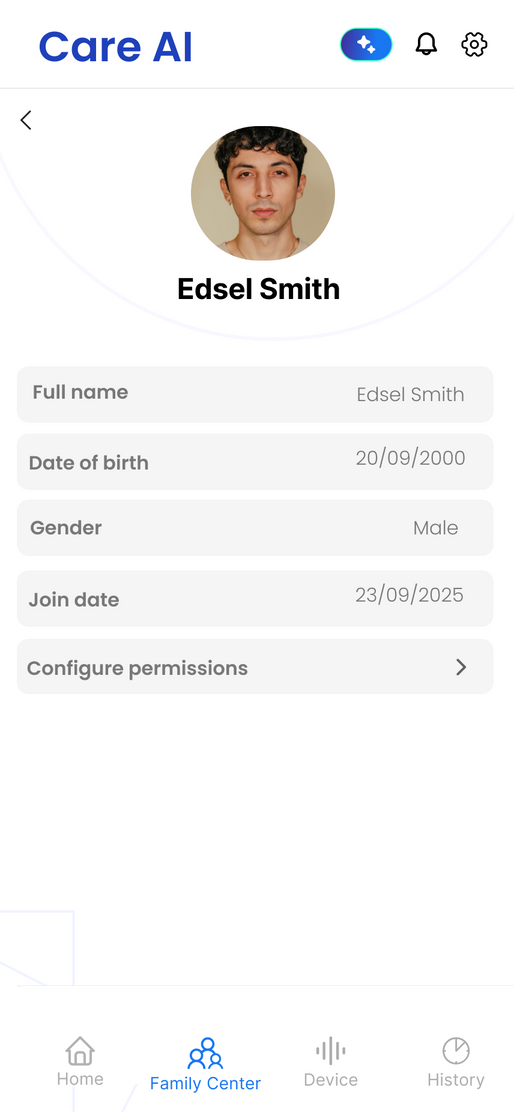 Care AI
Edsel Smith
Full name Edsel Smith
Date of birth 20/09/2000
Gender Male
Join date 23/09/2025
Configure permissions
Home Family Center Device History